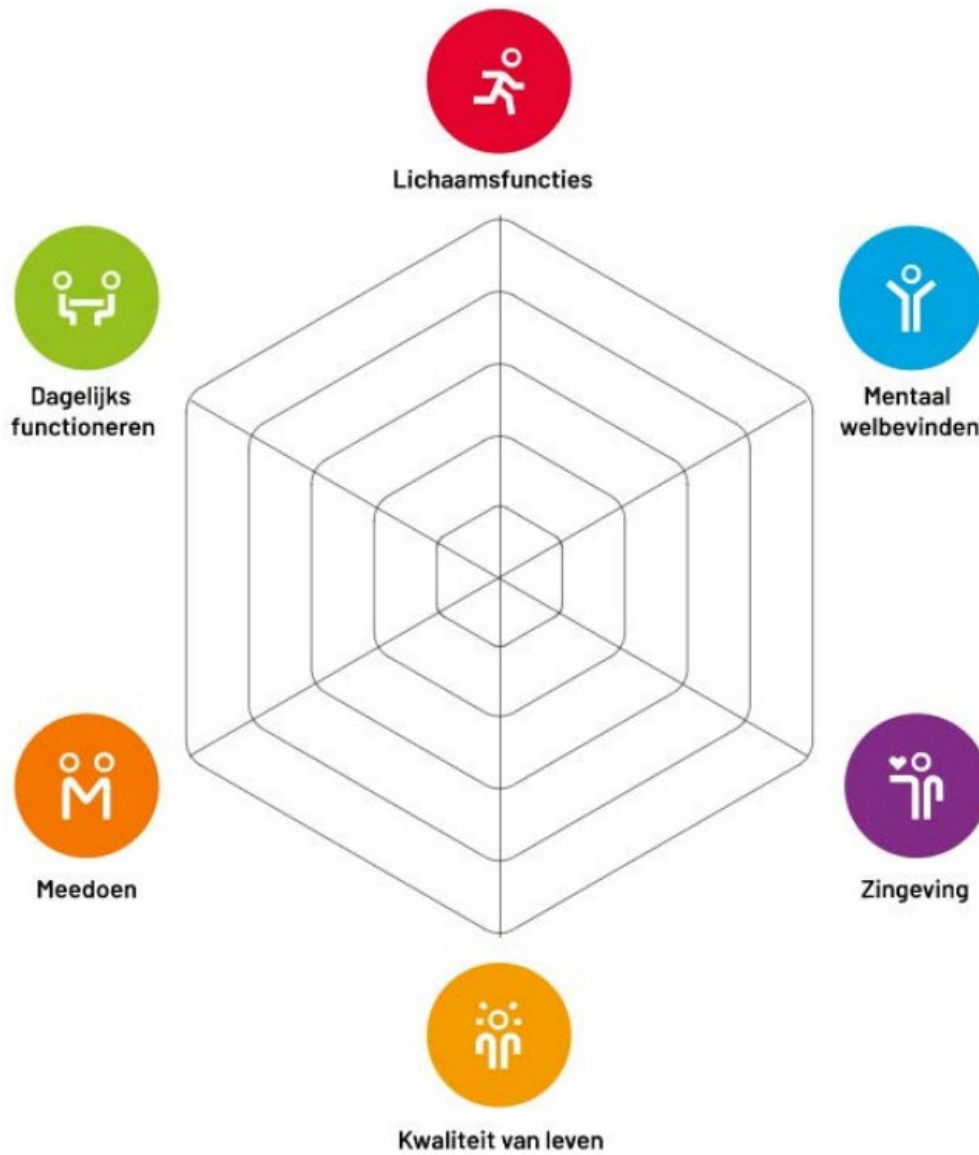 Lichaamsfuncties
Dagelijks
functioneren
Mentaal
welbevinden
Meedoen
Zingeving
Kwaliteit van leven